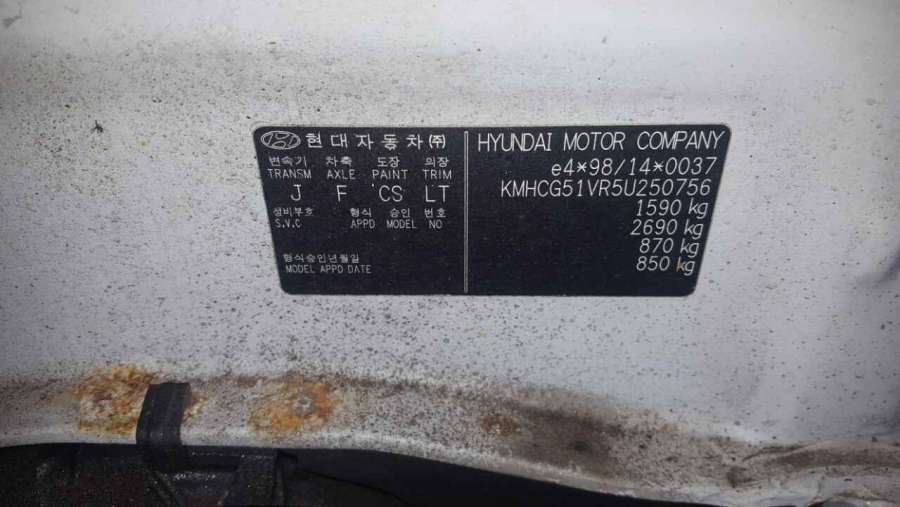 현대자동차㈜
변속기 차축 도장 의장
TRANSM AXLE PAINT TRIM
J F CS LT
정비부호 형식 승인 번호
S.V.C APPD MODEL NO
형식승인년월일
MODEL APPD DATE
HYUNDAI MOTOR COMPANY
e4*98/14*0037
KMHCG51VR5U250756
1590 kg
2690 kg
870 kg
850 kg